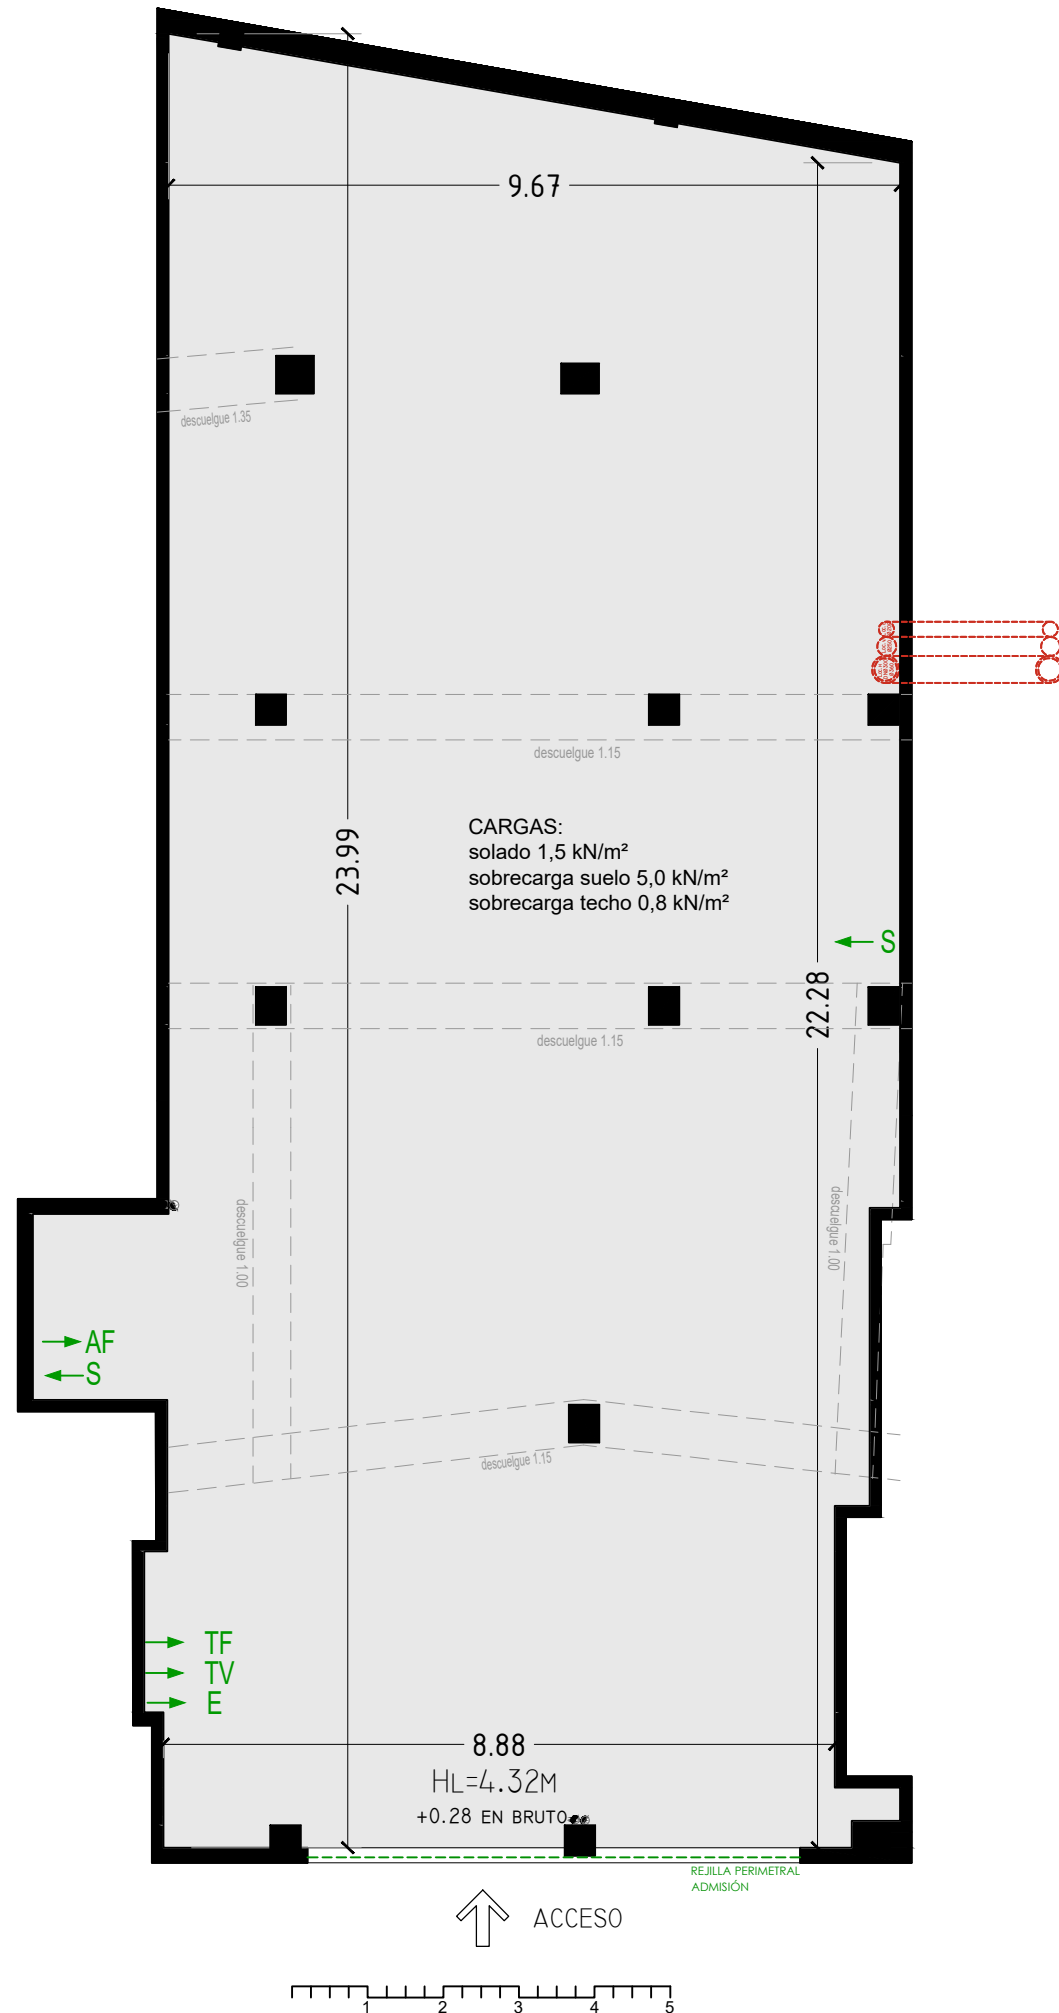 9.67
descuelgue 1.35
descuelgue 1.15
CARGAS:
solado 1,5 kN/m²
sobrecarga suelo 5,0 kN/m²
sobrecarga techo 0,8 kN/m²
23.99
S
22.28
descuelgue 1.15
descuelgue 1.00
descuelgue 1.00
AF
S
descuelgue 1.15
TF
TV
E
8.88
HL=4.32M
+0.28 EN BRUTO
REJILLA PERIMETRAL
ADMISIÓN
ACCESO
1 2 3 4 5